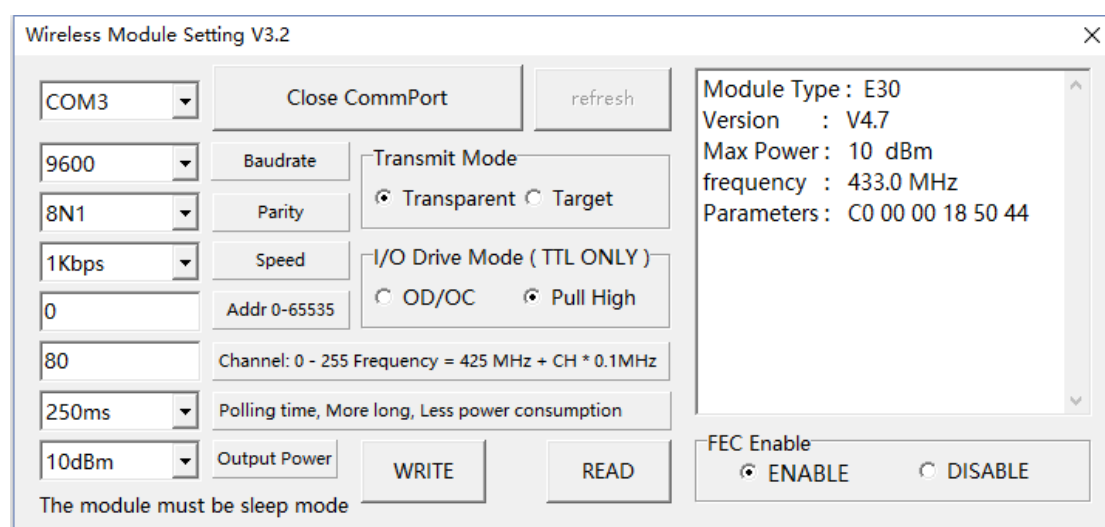 Wireless Module Setting V3.2
COM3
Close CommPort
refresh
9600
Baudrate
8N1
Parity
1Kbps
Speed
0
Addr 0-65535
Transmit Mode
Transparent
Target
I/O Drive Mode ( TTL ONLY )
OD/OC
Pull High
80
Channel: 0 - 255 Frequency = 425 MHz + CH * 0.1MHz
250ms
Polling time, More long, Less power consumption
10dBm
Output Power
WRITE
READ
The module must be sleep mode
Module Type : E30
Version : V4.7
Max Power : 10 dBm
frequency : 433.0 MHz
Parameters : C0 00 00 18 50 44
FEC Enable
ENABLE
DISABLE